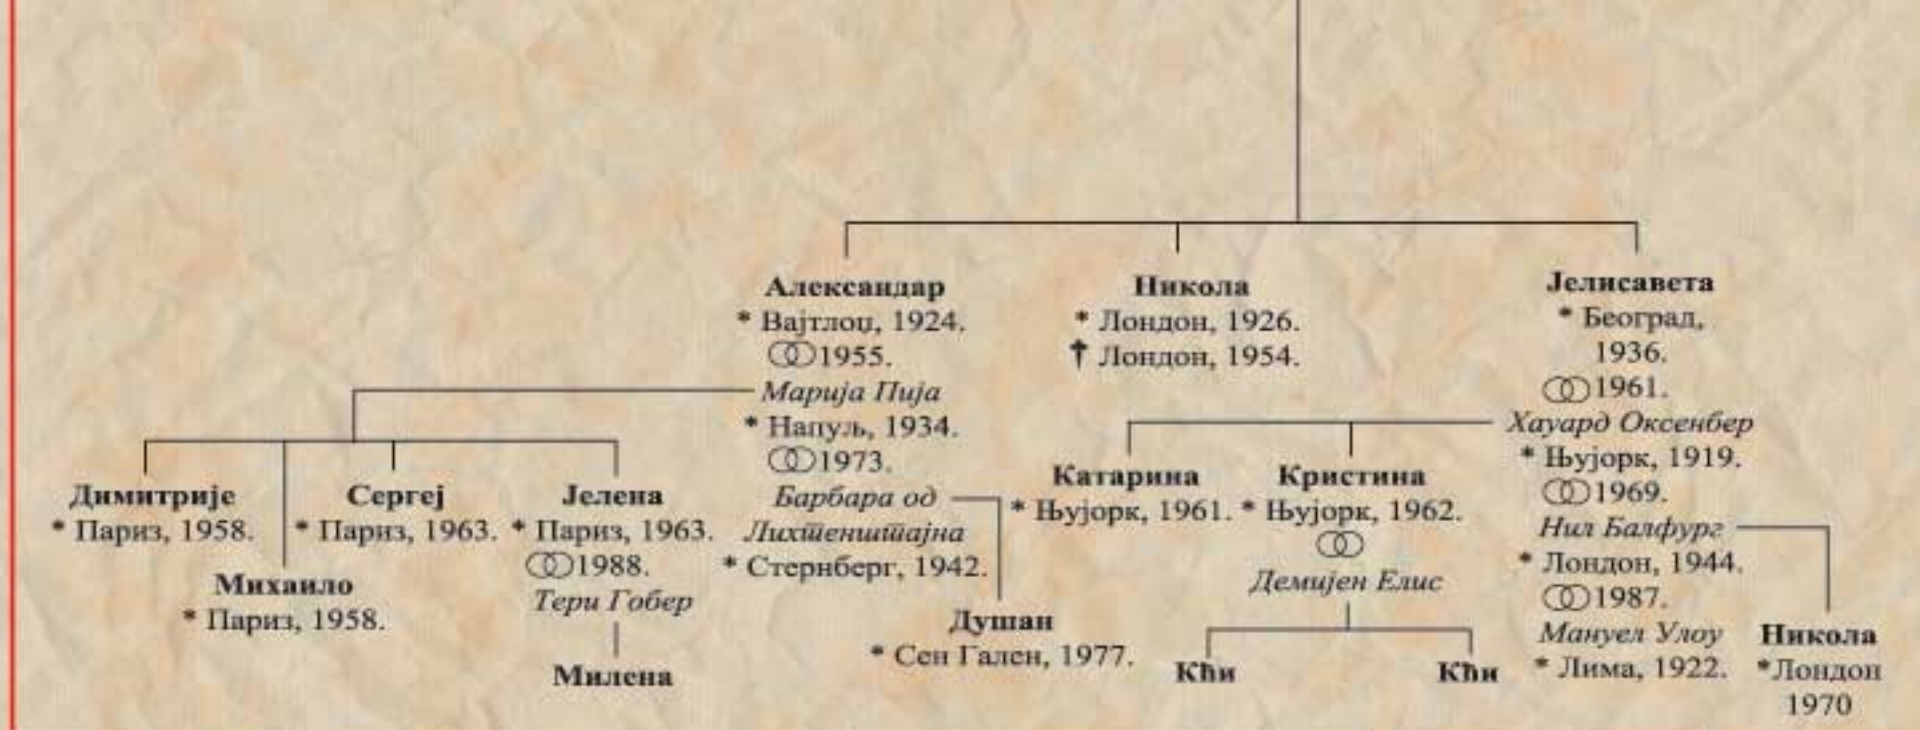 Александар
* Вајтлоџ, 1924.
1955.
Марија Пија
* Напуљ, 1934.
1973.
Барбара од
Лихтенштајна
* Стернберг, 1942.
Никола
* Лондон, 1926.
† Лондон, 1954.
Јелисавета
* Београд,
1936.
1961.
Хауард Оксенбер
* Њујорк, 1919.
1969.
Нил Балфург
* Лондон, 1944.
1987.
Мануел Улоу
* Лима, 1922.
Димитрије
* Париз, 1958.
Михаило
* Париз, 1958.
Сергеј
* Париз, 1963.
Јелена
* Париз, 1963.
1988.
Тери Гобер
Милена
Душан
* Сен Гален, 1977.
Катарина
* Њујорк, 1961.
Кристина
* Њујорк, 1962.
Демијен Елис
Кћи
Кћи
Никола
*Лондон
1970